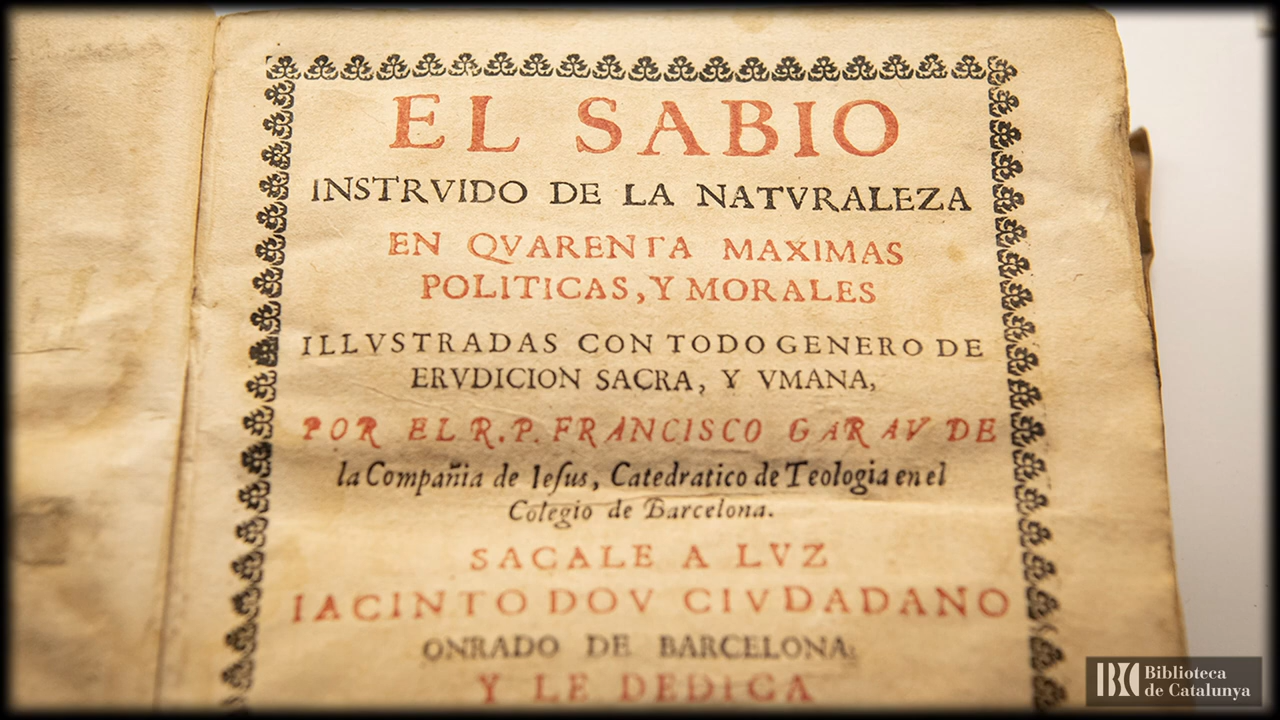 EL SABIO
INSTRVIDO DE LA NATVRALEZA
EN QVARENTA MAXIMAS
POLITICAS, Y MORALES
ILLVSTRADAS CON TODO GENERO DE
ERVDICION SACRA, Y VMANA,
POR EL R. P. FRANCISCO GARAV DE
la Compañia de Iesus, Catedratico de Teologia en el
Colegio de Barcelona.
SACALE A LVZ
IACINTO DOV CIVDADANO
ONRADO DE BARCELONA:
Y LE DEDICA
Biblioteca
de Catalunya